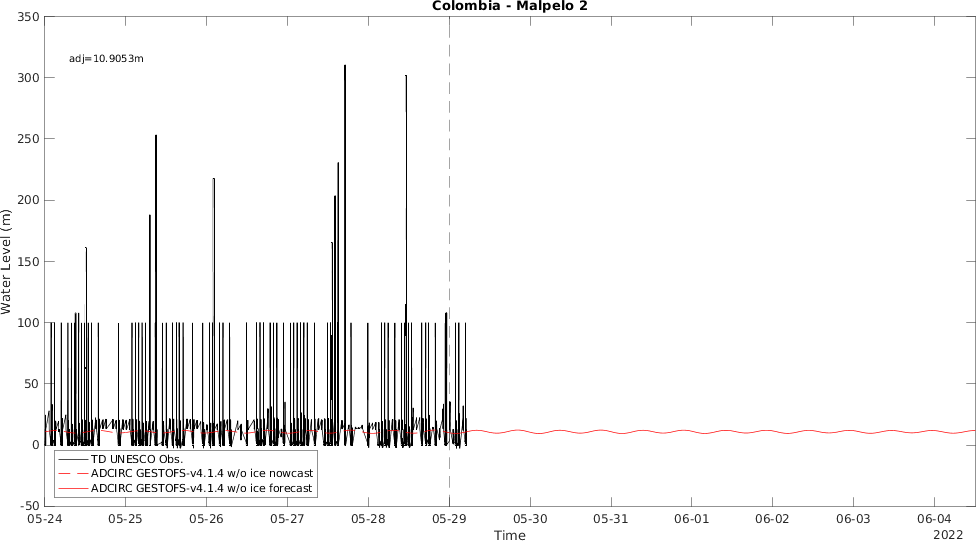 Colombia - Malpelo 2
350
adj=10.9053m
300
250
200
150
100
50
0
-50
Water Level (m)
TD UNESCO Obs.
ADCIRC GESTOFS-v4.1.4 w/o ice nowcast
ADCIRC GESTOFS-v4.1.4 w/o ice forecast
05-24 05-25 05-26 05-27 05-28 05-29 05-30 05-31 06-01 06-02 06-03 06-04
Time
2022